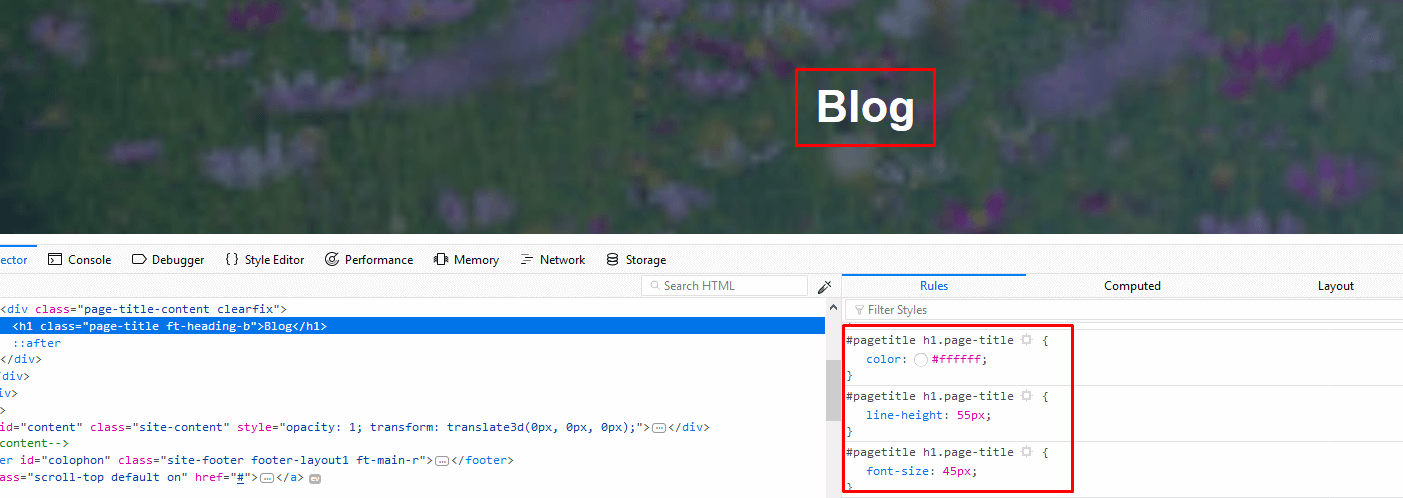 Blog
ector Console Debugger {} Style Editor Performance Memory Network Storage
Search HTML
Rules Computed Layout
Filter Styles
<div class="page-title-content clearfix">
<h1 class="page-title ft-heading-b">Blog</h1>
::after
</div>
/div>
iv>
>
id="content" class="site-content" style="opacity: 1; transform: translate3d(0px, 0px, 0px);">…</div>
content-->
er id="colophon" class="site-footer footer-layout1 ft-main-r">…</footer>
ass="scroll-top default on" href="#">…</a> ev
}
#pagetitle h1.page-title {
color: #ffffff;
}
#pagetitle h1.page-title {
line-height: 55px;
}
#pagetitle h1.page-title {
font-size: 45px;
}